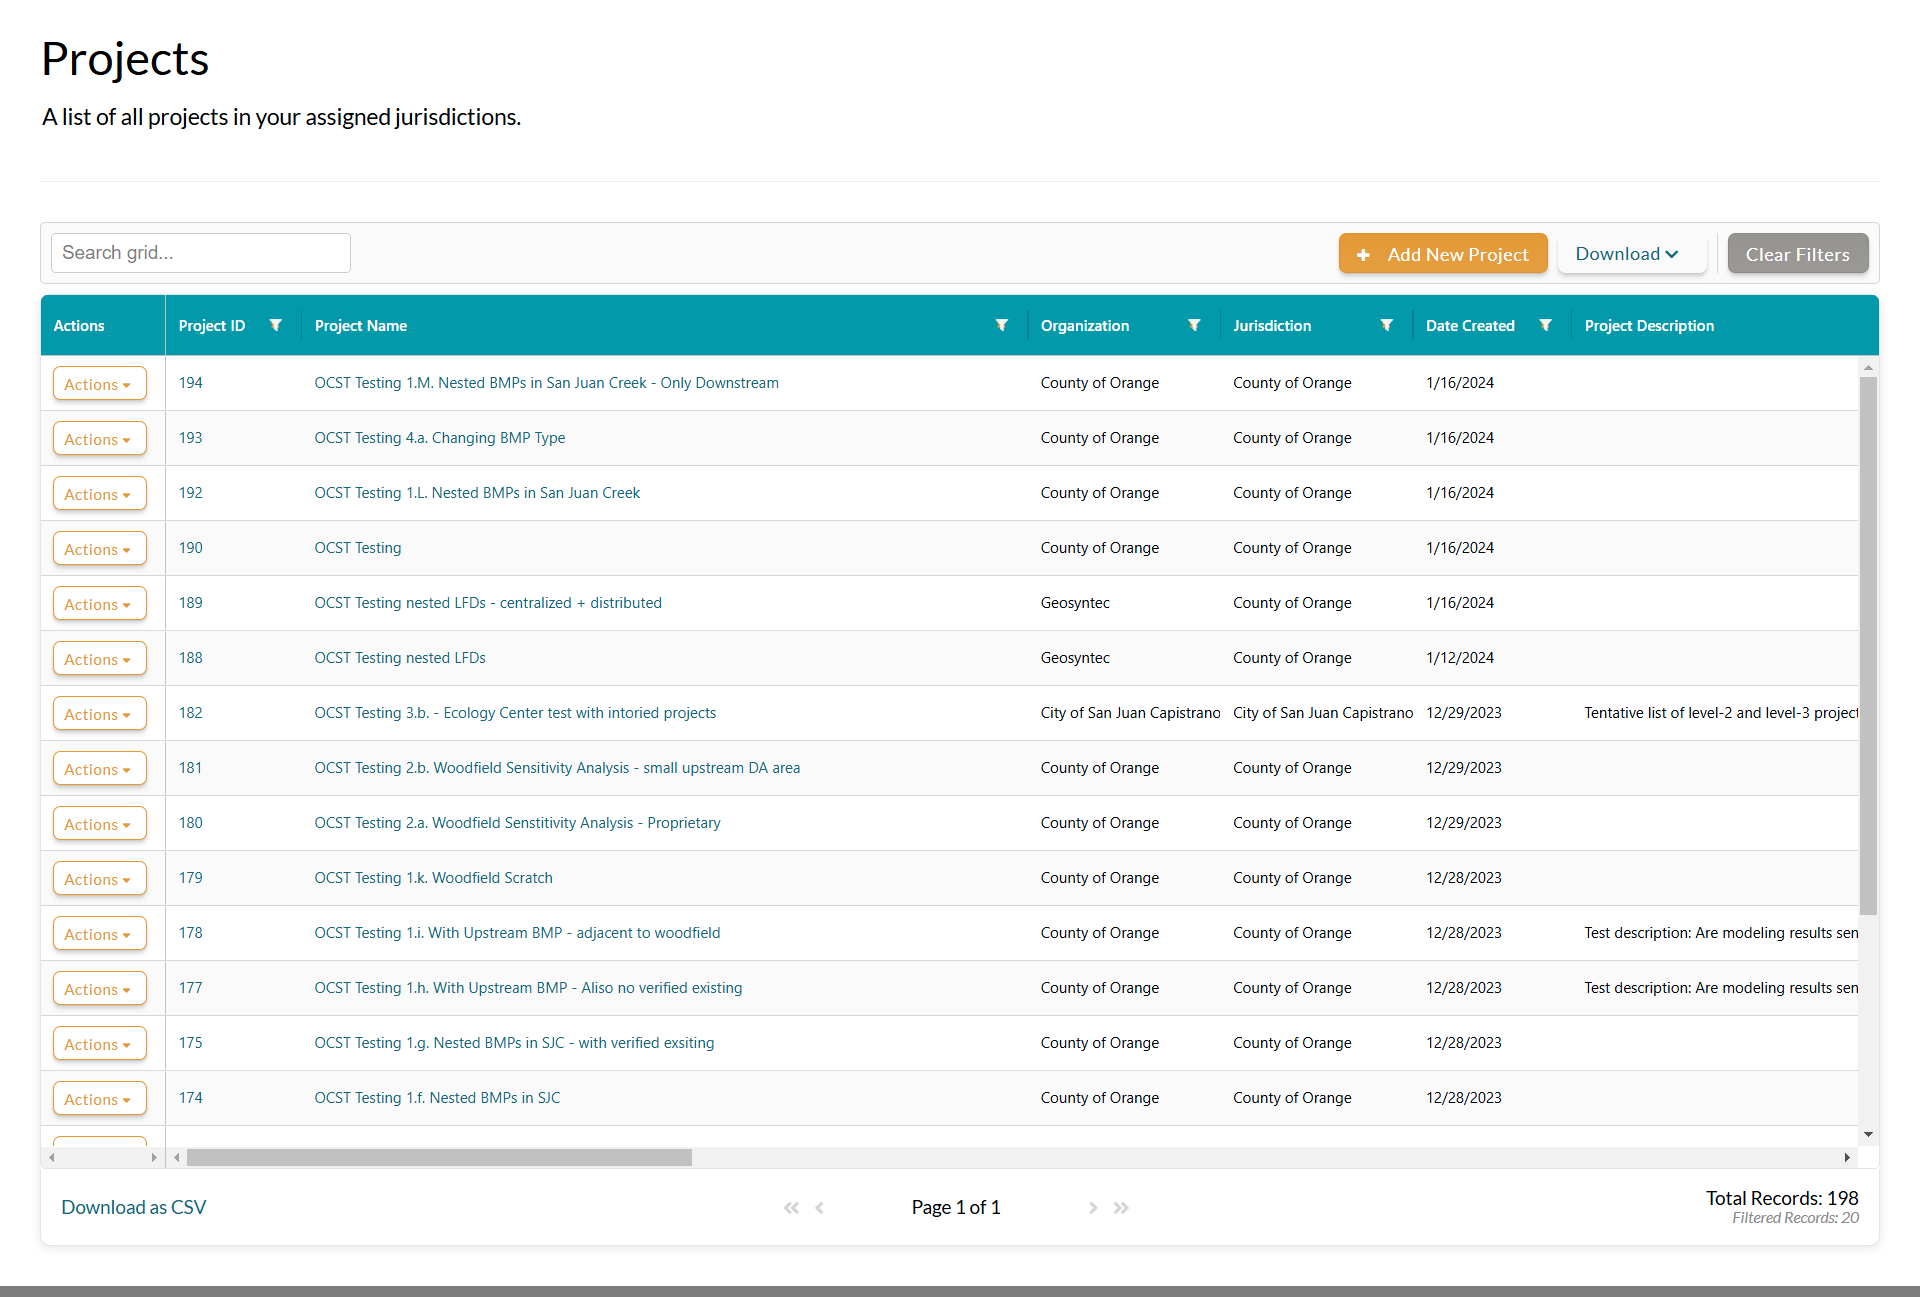 Projects
A list of all projects in your assigned jurisdictions.
Search grid...
+ Add New Project
Download
Clear Filters
Actions Project ID Project Name Organization Jurisdiction Date Created Project Description
Actions 194 OCST Testing 1.M. Nested BMPs in San Juan Creek - Only Downstream County of Orange County of Orange 1/16/2024
Actions 193 OCST Testing 4.a. Changing BMP Type County of Orange County of Orange 1/16/2024
Actions 192 OCST Testing 1.L. Nested BMPs in San Juan Creek County of Orange County of Orange 1/16/2024
Actions 190 OCST Testing County of Orange County of Orange 1/16/2024
Actions 189 OCST Testing nested LFDs - centralized + distributed Geosyntec County of Orange 1/16/2024
Actions 188 OCST Testing nested LFDs Geosyntec County of Orange 1/12/2024
Actions 182 OCST Testing 3.b. - Ecology Center test with intoried projects City of San Juan Capistrano City of San Juan Capistrano 12/29/2023 Tentative list of level-2 and level-3 project
Actions 181 OCST Testing 2.b. Woodfield Sensitivity Analysis - small upstream DA area County of Orange County of Orange 12/29/2023
Actions 180 OCST Testing 2.a. Woodfield Senstitivity Analysis - Proprietary County of Orange County of Orange 12/29/2023
Actions 179 OCST Testing 1.k. Woodfield Scratch County of Orange County of Orange 12/28/2023
Actions 178 OCST Testing 1.i. With Upstream BMP - adjacent to woodfield County of Orange County of Orange 12/28/2023 Test description: Are modeling results sen
Actions 177 OCST Testing 1.h. With Upstream BMP - Aliso no verified existing County of Orange County of Orange 12/28/2023 Test description: Are modeling results sen
Actions 175 OCST Testing 1.g. Nested BMPs in SJC - with verified exsiting County of Orange County of Orange 12/28/2023
Actions 174 OCST Testing 1.f. Nested BMPs in SJC County of Orange County of Orange 12/28/2023
Download as CSV
Page 1 of 1
Total Records: 198
Filtered Records: 20